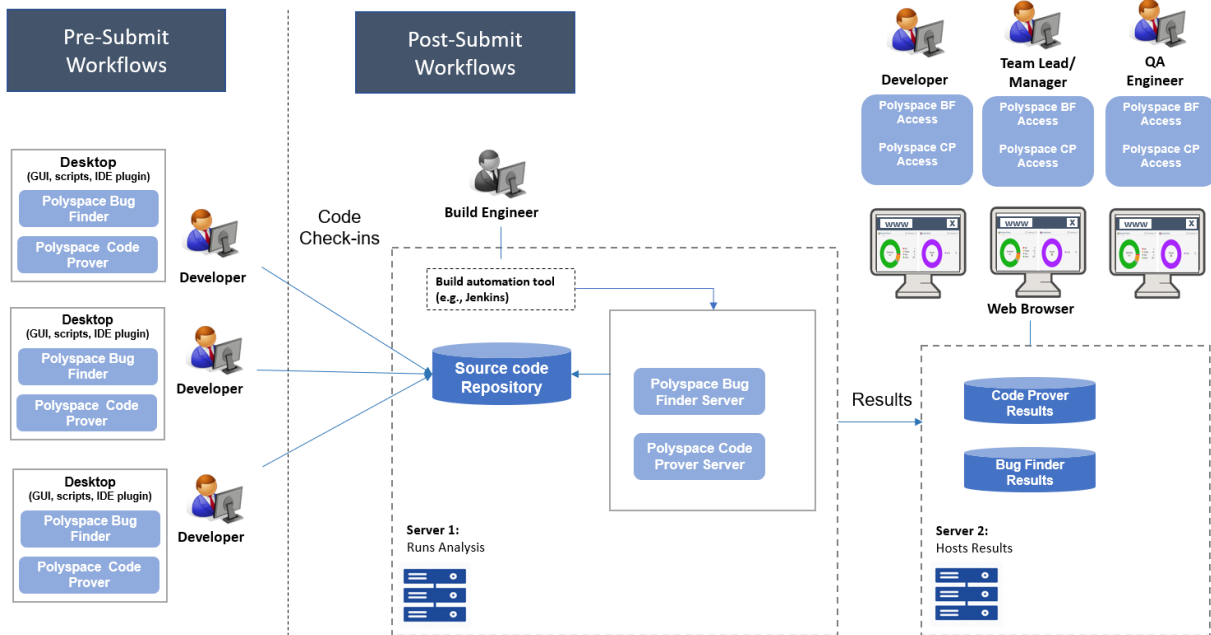 Pre-Submit
Workflows
Desktop
(GUI, scripts, IDE plugin)
Polyspace Bug
Finder
Polyspace Code
Prover
Developer
Desktop
(GUI, scripts, IDE plugin)
Polyspace Bug
Finder
Polyspace Code
Prover
Developer
Desktop
(GUI, scripts, IDE plugin)
Polyspace Bug
Finder
Polyspace Code
Prover
Developer
Post-Submit
Workflows
Code
Check-ins
Build Engineer
Build automation tool
(e.g., Jenkins)
Source code
Repository
Polyspace Bug
Finder Server
Polyspace Code
Prover Server
Server 1:
Runs Analysis
Results
Developer
Polyspace BF
Access
Polyspace CP
Access
Team Lead/
Manager
Polyspace BF
Access
Polyspace CP
Access
QA
Engineer
Polyspace BF
Access
Polyspace CP
Access
www X
www X
www X
Web Browser
Code Prover
Results
Bug Finder
Results
Server 2:
Hosts Results